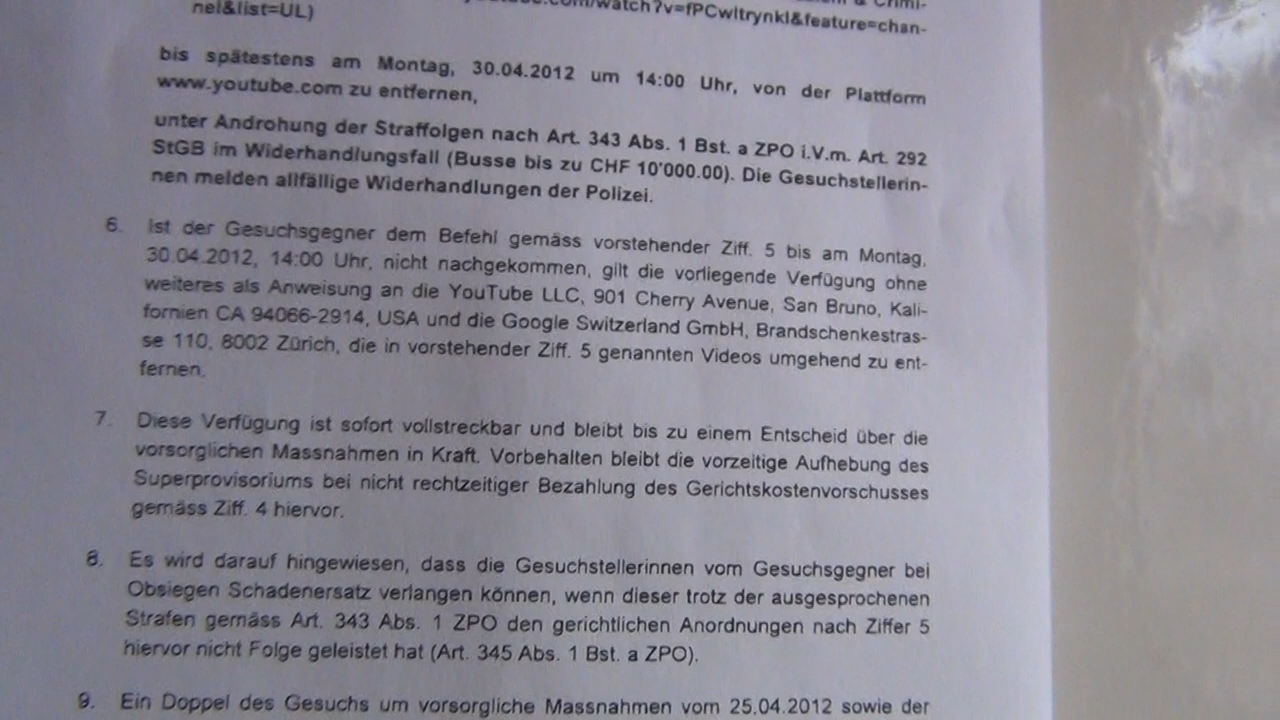 nel&list=UL)
watch?v=fPCwltrynkI&feature=chan-
bis spätestens am Montag, 30.04.2012 um 14:00 Uhr, von der Plattform
www.youtube.com zu entfernen,
unter Androhung der Straffolgen nach Art. 343 Abs. 1 Bst. a ZPO i.V.m. Art. 292
StGB im Widerhandlungsfall (Busse bis zu CHF 10'000.00). Die Gesuchstellerin-
nen melden allfällige Widerhandlungen der Polizei.
6. Ist der Gesuchsgegner dem Befehl gemäss vorstehender Ziff. 5 bis am Montag,
30.04.2012, 14:00 Uhr, nicht nachgekommen, gilt die vorliegende Verfügung ohne
weiteres als Anweisung an die YouTube LLC, 901 Cherry Avenue, San Bruno, Kali-
fornien CA 94066-2914, USA und die Google Switzerland GmbH, Brandschenkestras-
se 110, 8002 Zürich, die in vorstehender Ziff. 5 genannten Videos umgehend zu ent-
fernen.
7. Diese Verfügung ist sofort vollstreckbar und bleibt bis zu einem Entscheid über die
vorsorglichen Massnahmen in Kraft. Vorbehalten bleibt die vorzeitige Aufhebung des
Superprovisoriums bei nicht rechtzeitiger Bezahlung des Gerichtskostenvorschusses
gemäss Ziff. 4 hiervor.
8. Es wird darauf hingewiesen, dass die Gesuchstellerinnen vom Gesuchsgegner bei
Obsiegen Schadenersatz verlangen können, wenn dieser trotz der ausgesprochenen
Strafen gemäss Art. 343 Abs. 1 ZPO den gerichtlichen Anordnungen nach Ziffer 5
hiervor nicht Folge geleistet hat (Art. 345 Abs. 1 Bst. a ZPO).
9. Ein Doppel des Gesuchs um vorsorgliche Massnahmen vom 25.04.2012 sowie der